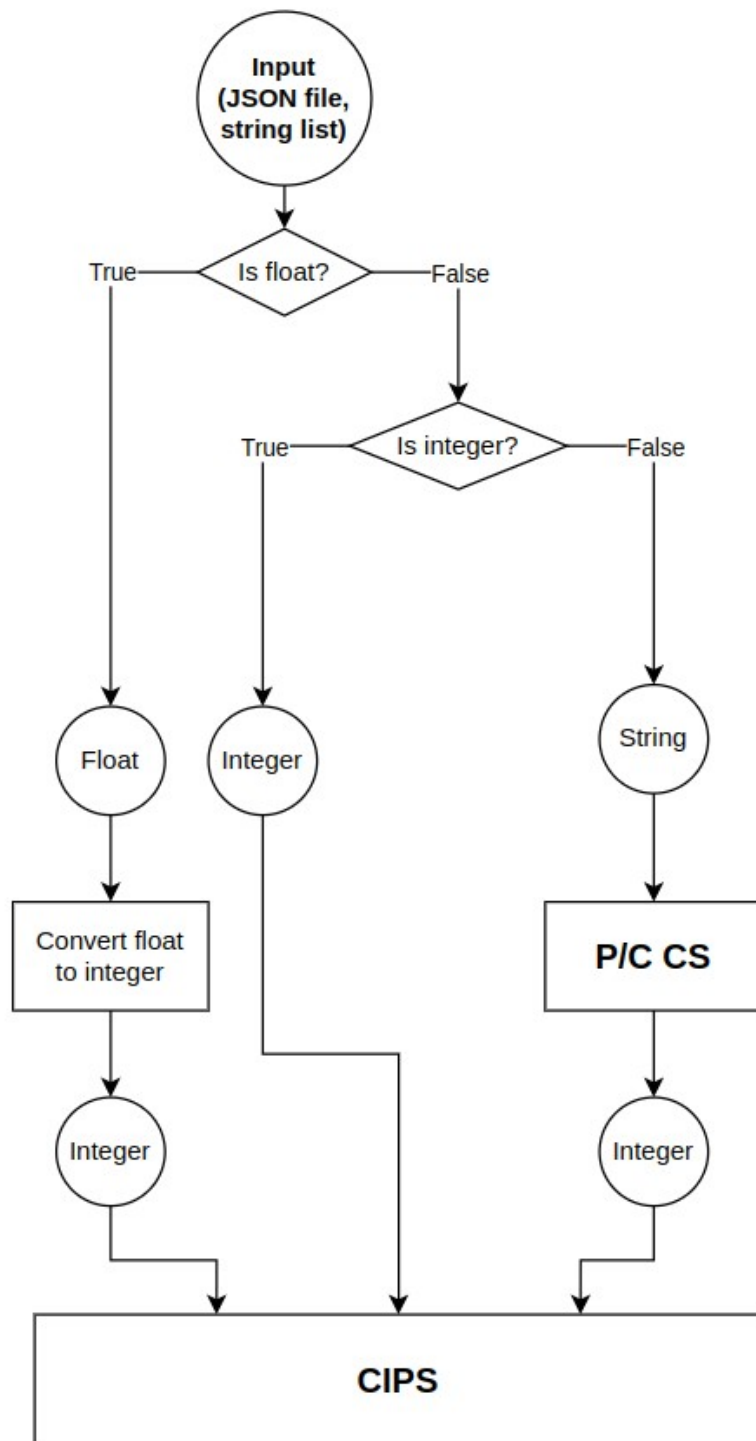 Input
(JSON file,
string list)
Is float?
True
False
Is integer?
True
False
Float
Integer
String
Convert float
to integer
P/C CS
Integer
Integer
CIPS